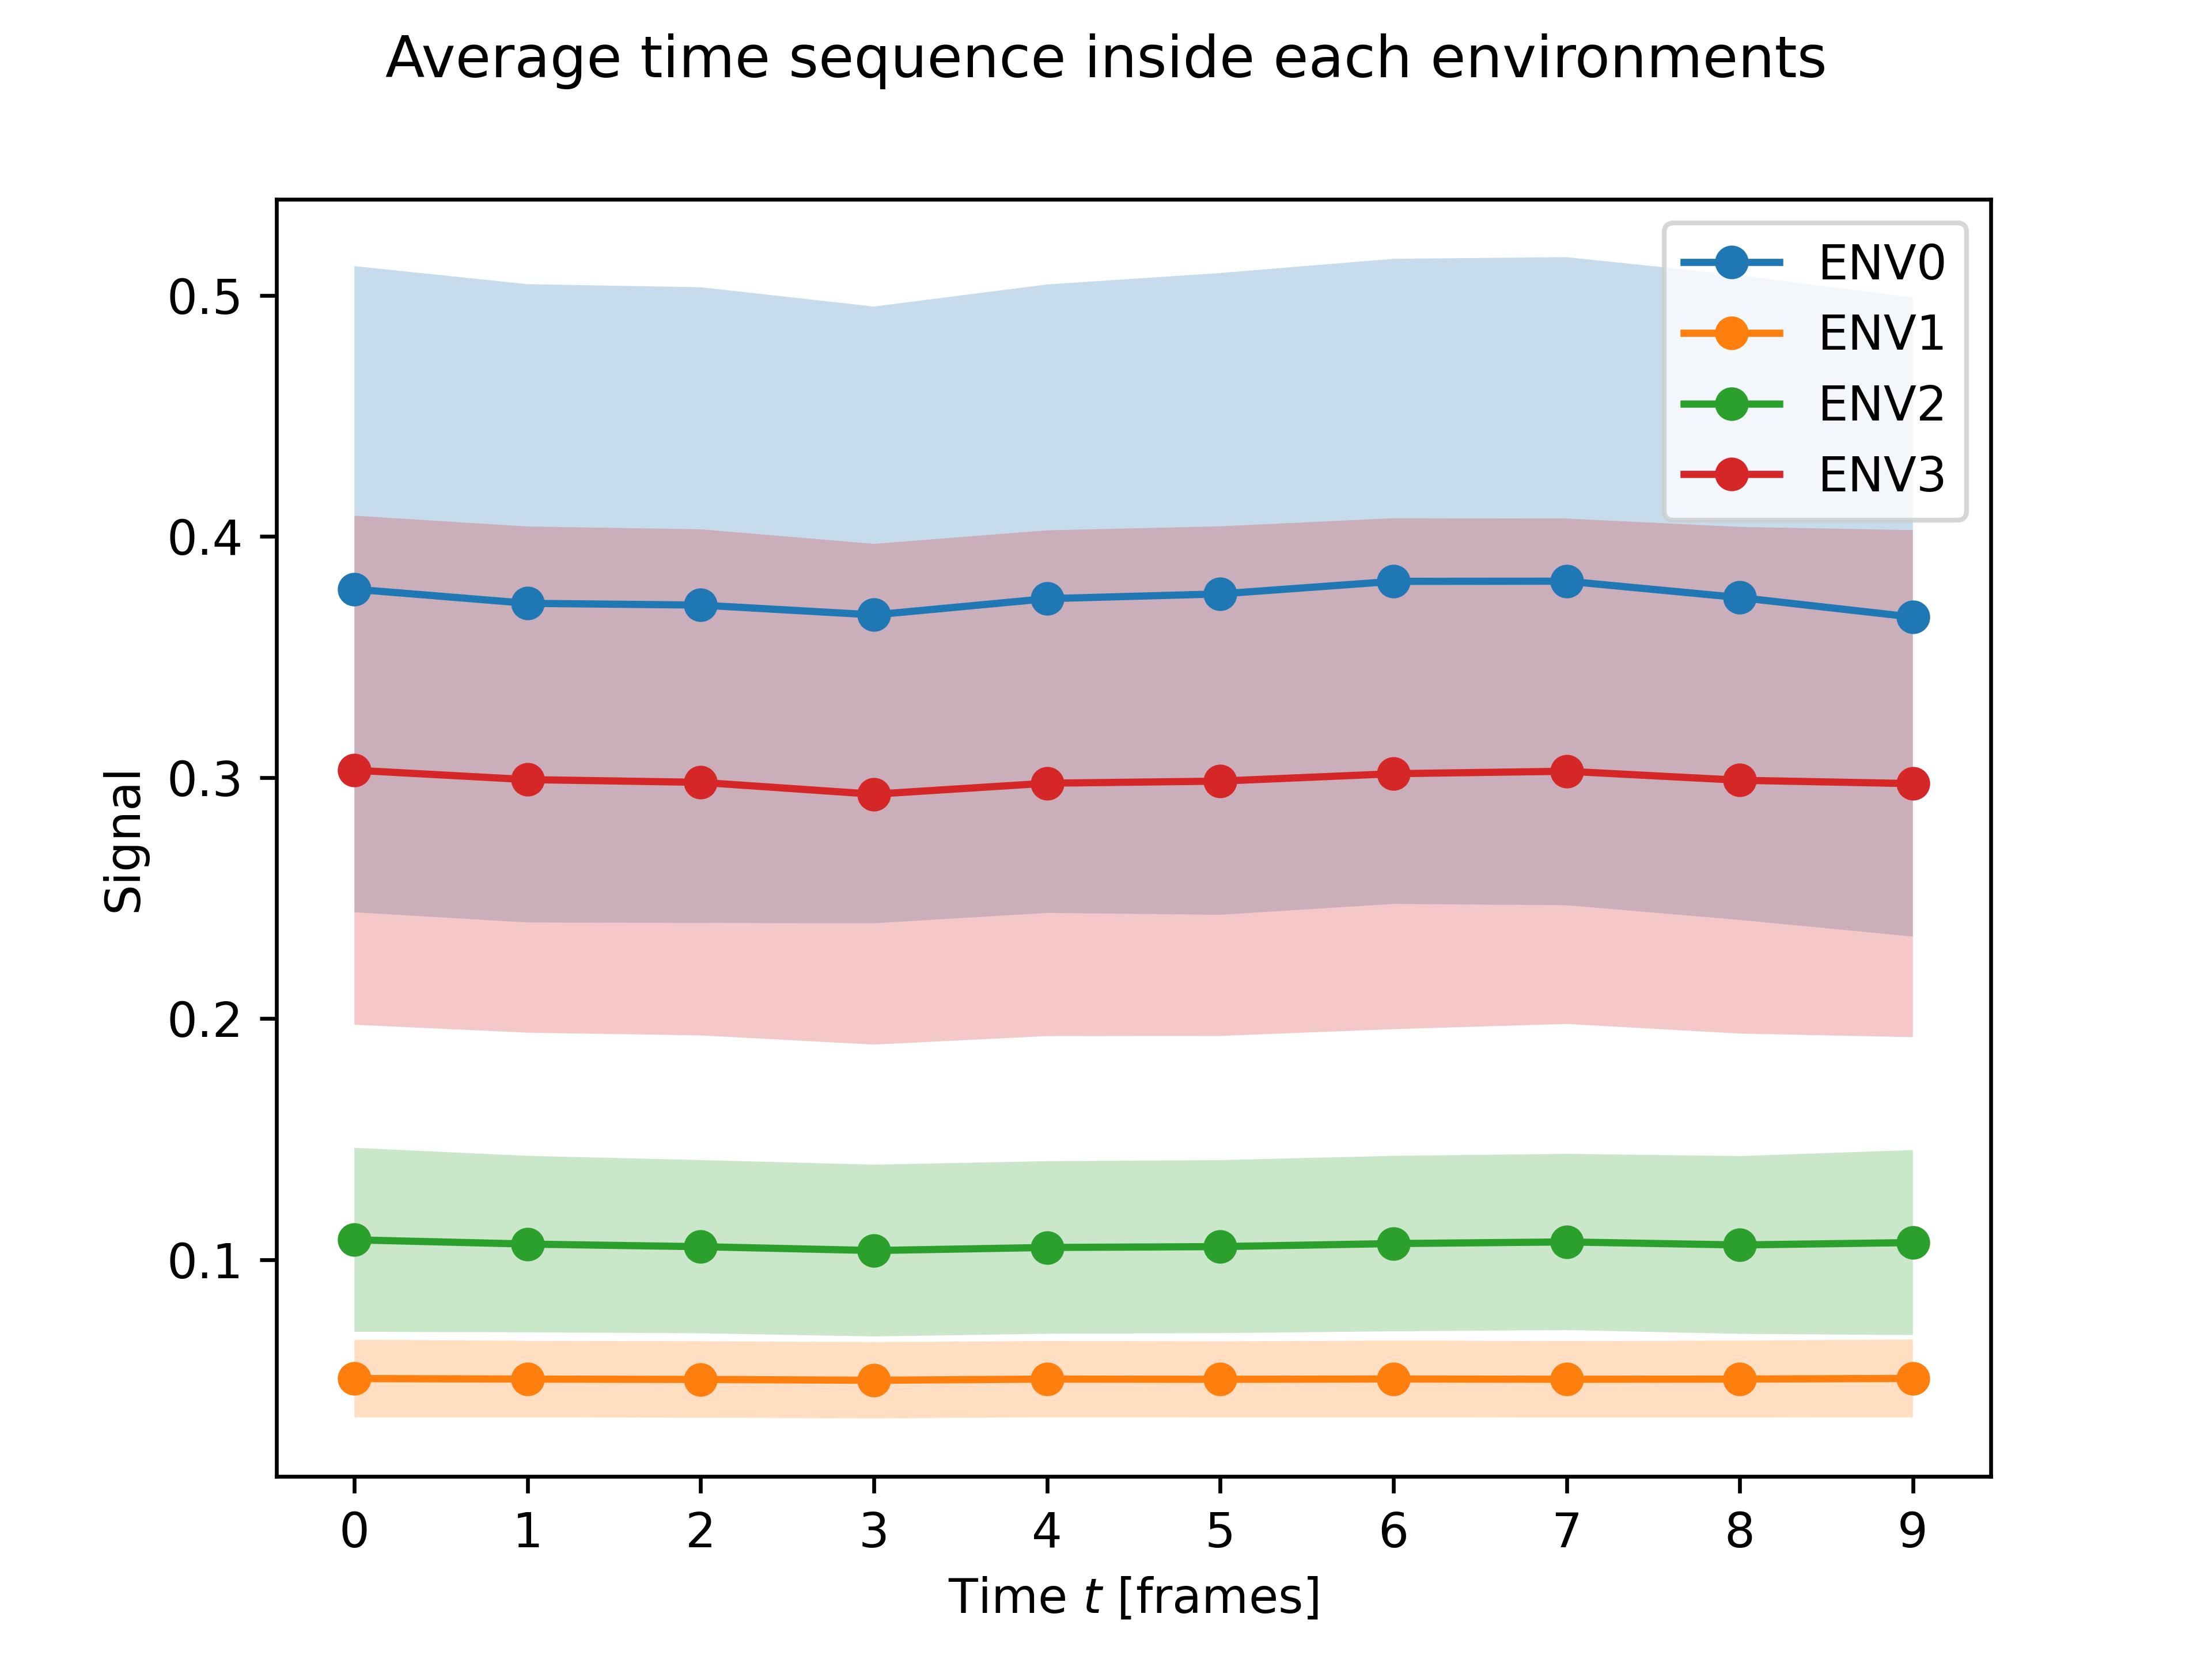 Average time sequence inside each environments
ENV0
ENV1
ENV2
ENV3
0.5
0.4
0.3
0.2
0.1
Signal
0 1 2 3 4 5 6 7 8 9
Time t [frames]